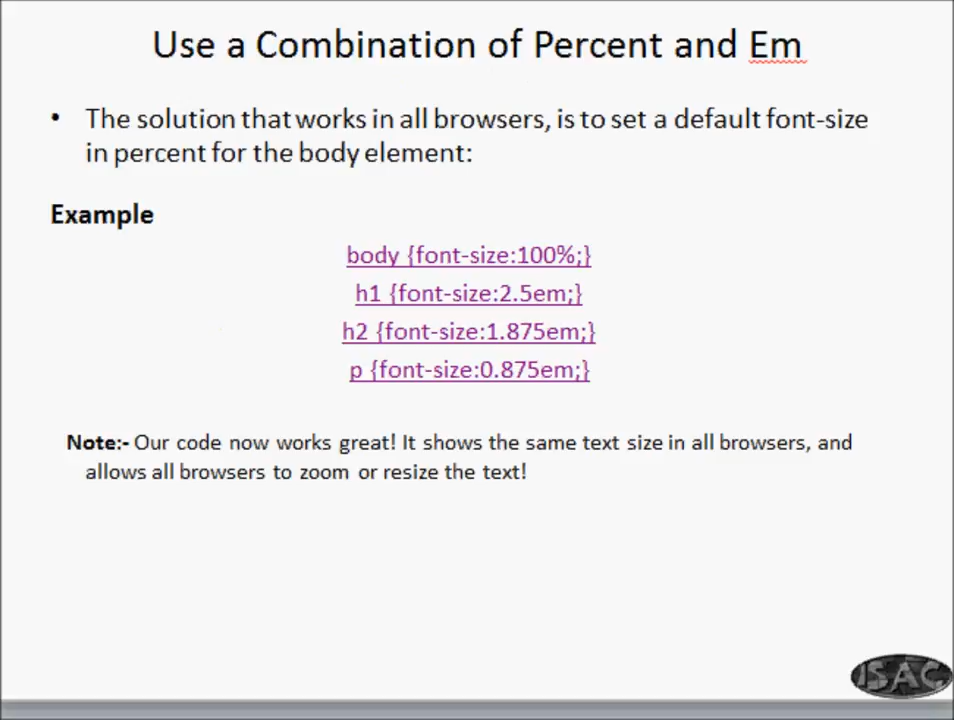 Use a Combination of Percent and Em
• The solution that works in all browsers, is to set a default font-size
in percent for the body element:
Example
body {font-size:100%;}
h1 {font-size:2.5em;}
h2 {font-size:1.875em;}
p {font-size:0.875em;}
Note:- Our code now works great! It shows the same text size in all browsers, and
allows all browsers to zoom or resize the text!
ISAC